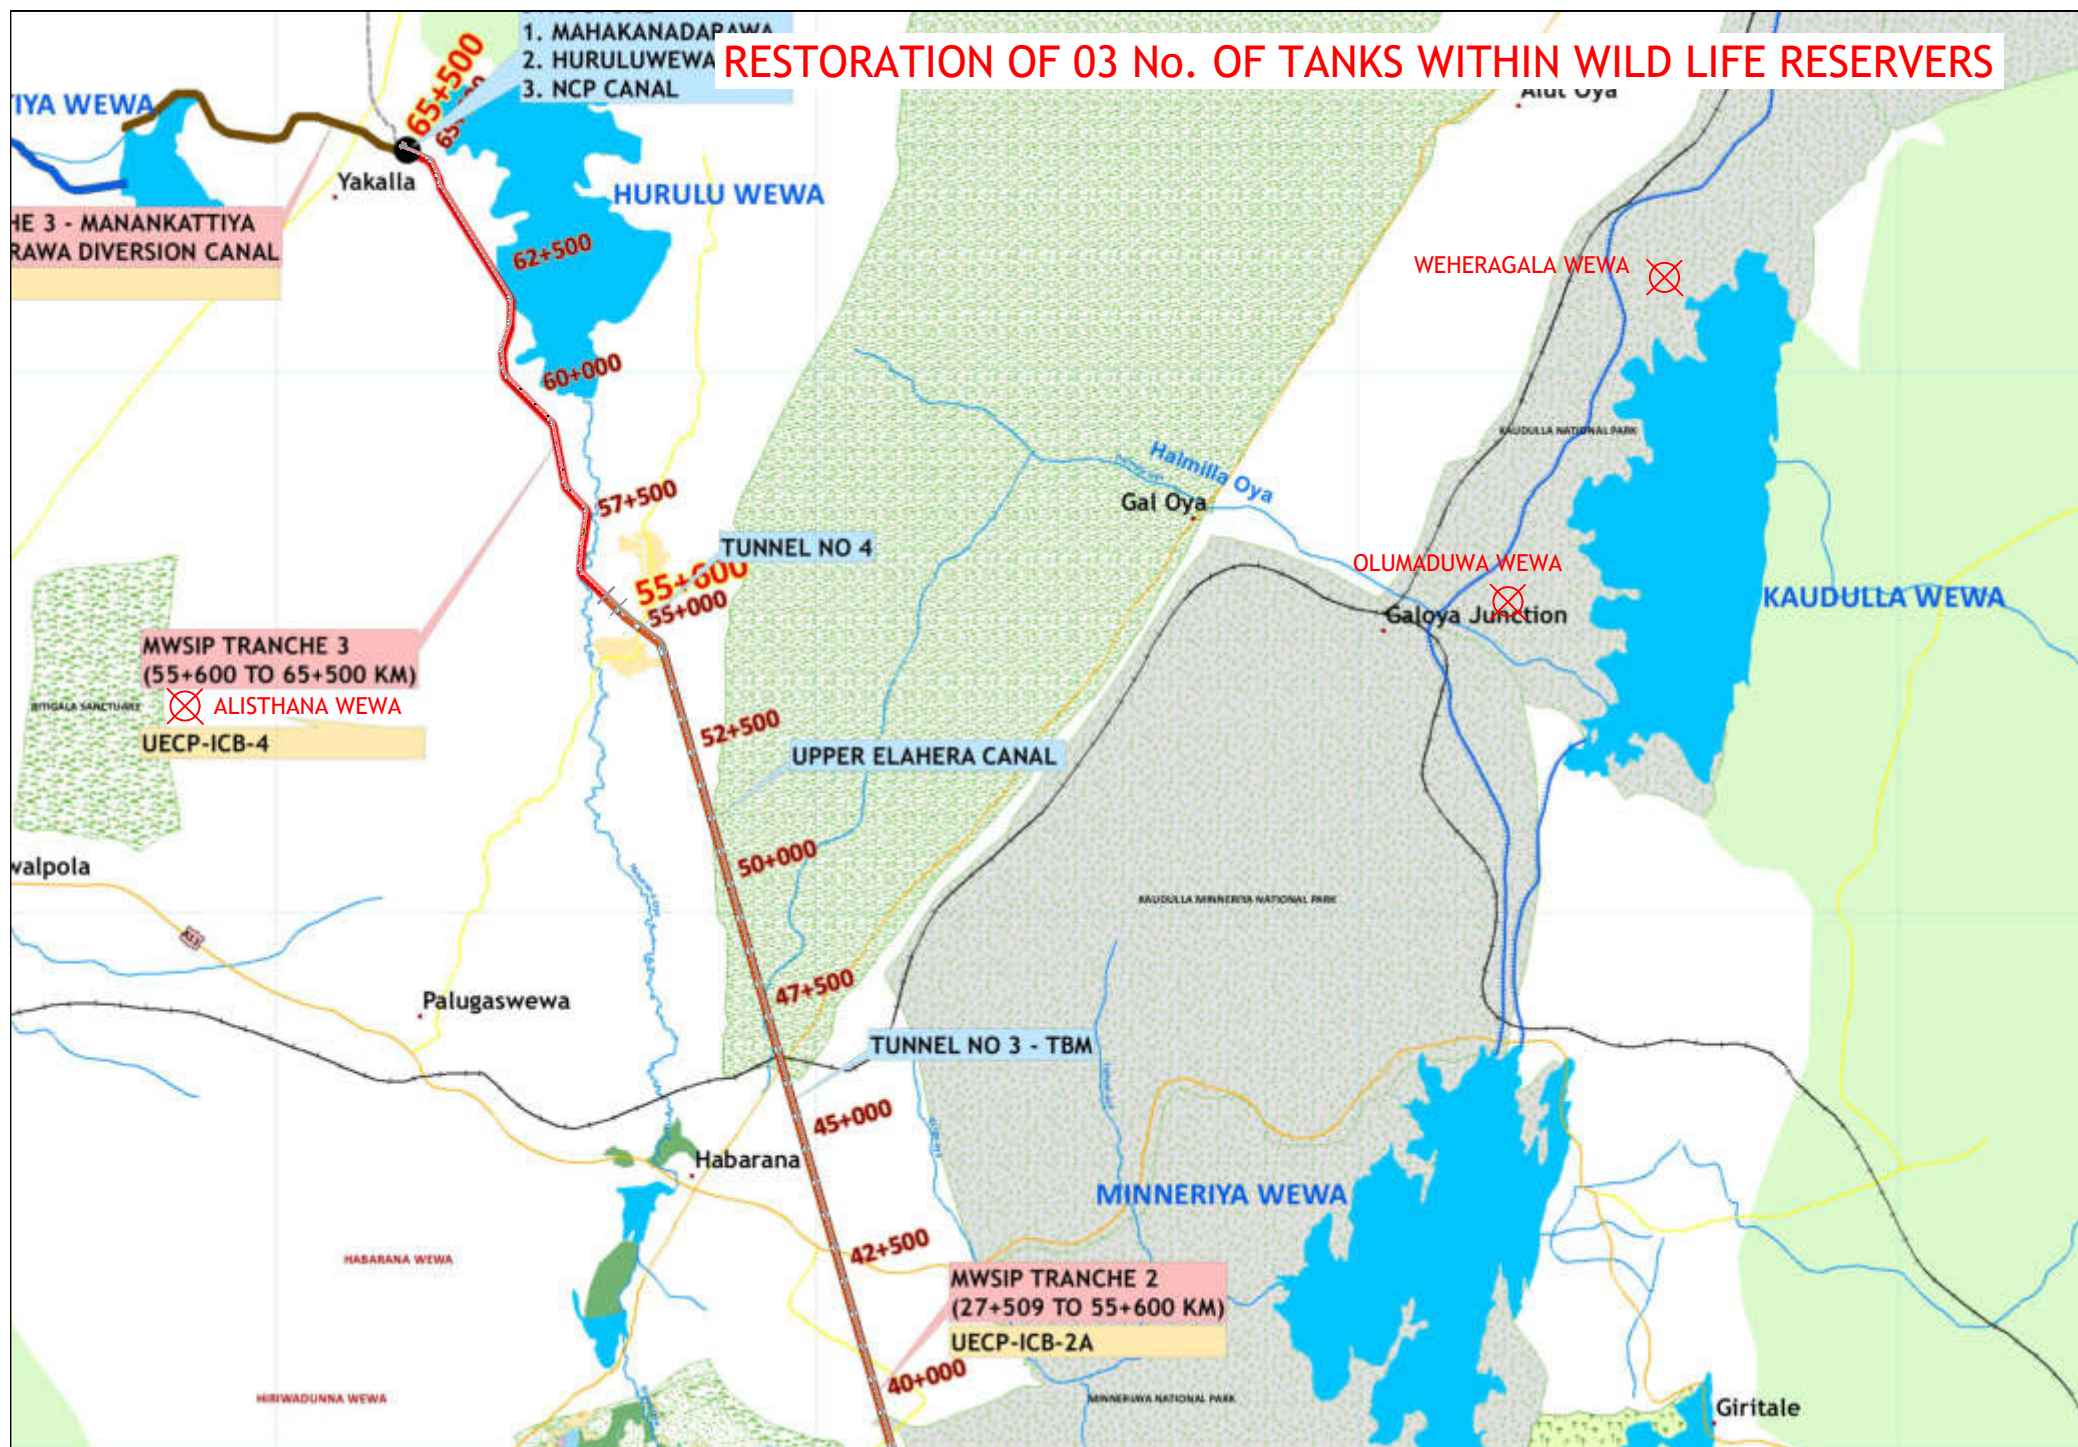 1. MAHAKANADARAWA
2. HURULUWEWA
3. NCP CANAL
RESTORATION OF 03 No. OF TANKS WITHIN WILD LIFE RESERVERS
65+500
Alut Oya
TIYA WEWA
Yakalla
HURULU WEWA
HE 3 - MANANKATTIYA
RAWA DIVERSION CANAL
62+500
WEHERAGALA WEWA
60+000
KAUDULLA NATIONAL PARK
Halmilla Oya
Gal Oya
57+500
TUNNEL NO 4
55+600
55+000
OLUMADUWA WEWA
Galoya Junction
KAUDULLA WEWA
MWSIP TRANCHE 3
(55+600 TO 65+500 KM)
RITIGALA SANCTUARE
ALISTHANA WEWA
UECP-ICB-4
52+500
UPPER ELAHERA CANAL
50+000
walpola
KAUDULLA MINNERIYA NATIONAL PARK
A11
47+500
Palugaswewa
TUNNEL NO 3 - TBM
45+000
Habarana
MINNERIYA WEWA
42+500
HABARANA WEWA
MWSIP TRANCHE 2
(27+509 TO 55+600 KM)
UECP-ICB-2A
40+000
HIRIWADUNNA WEWA
MINNERIYA NATIONAL PARK
Giritale